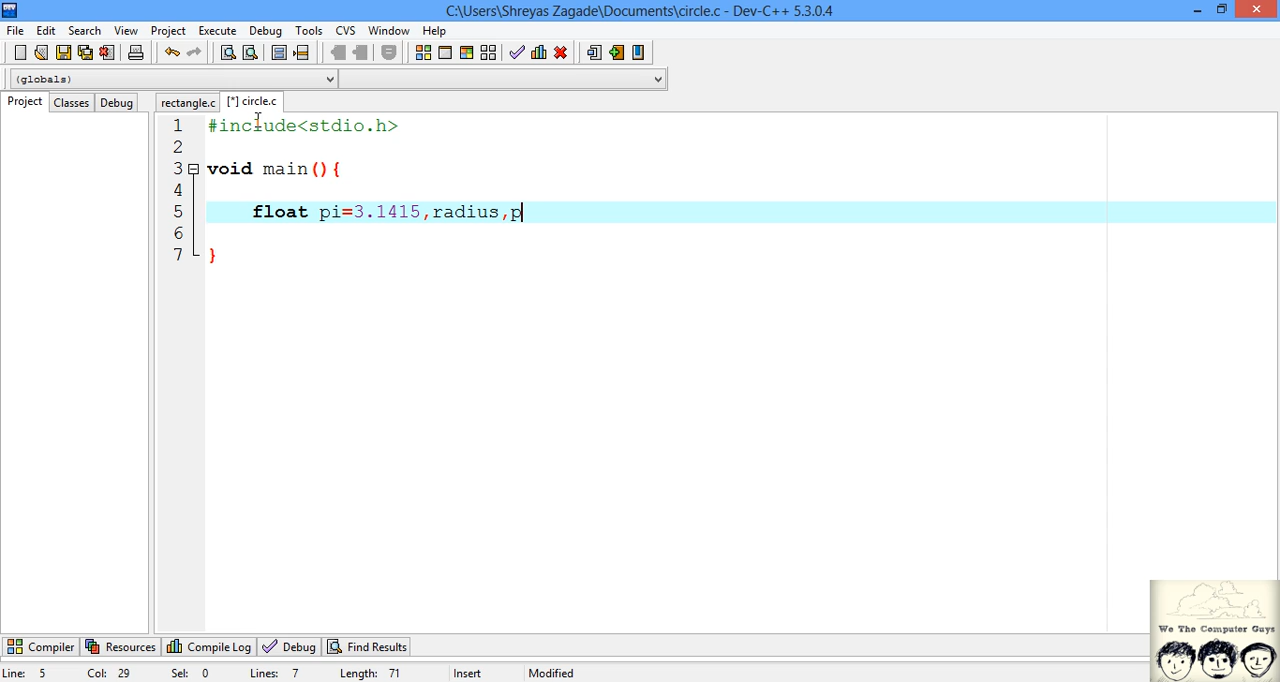 C:\Users\Shreyas Zagade\Documents\circle.c - Dev-C++ 5.3.0.4
File Edit Search View Project Execute Debug Tools CVS Window Help
(globals)
Project Classes Debug rectangle.c [*] circle.c
1 #include<stdio.h>
2
3 void main(){
4
5 float pi=3.1415,radius,p
6
7 }
We The Computer Guys
Compiler Resources Compile Log Debug Find Results
Line: 5 Col: 29 Sel: 0 Lines: 7 Length: 71 Insert Modified